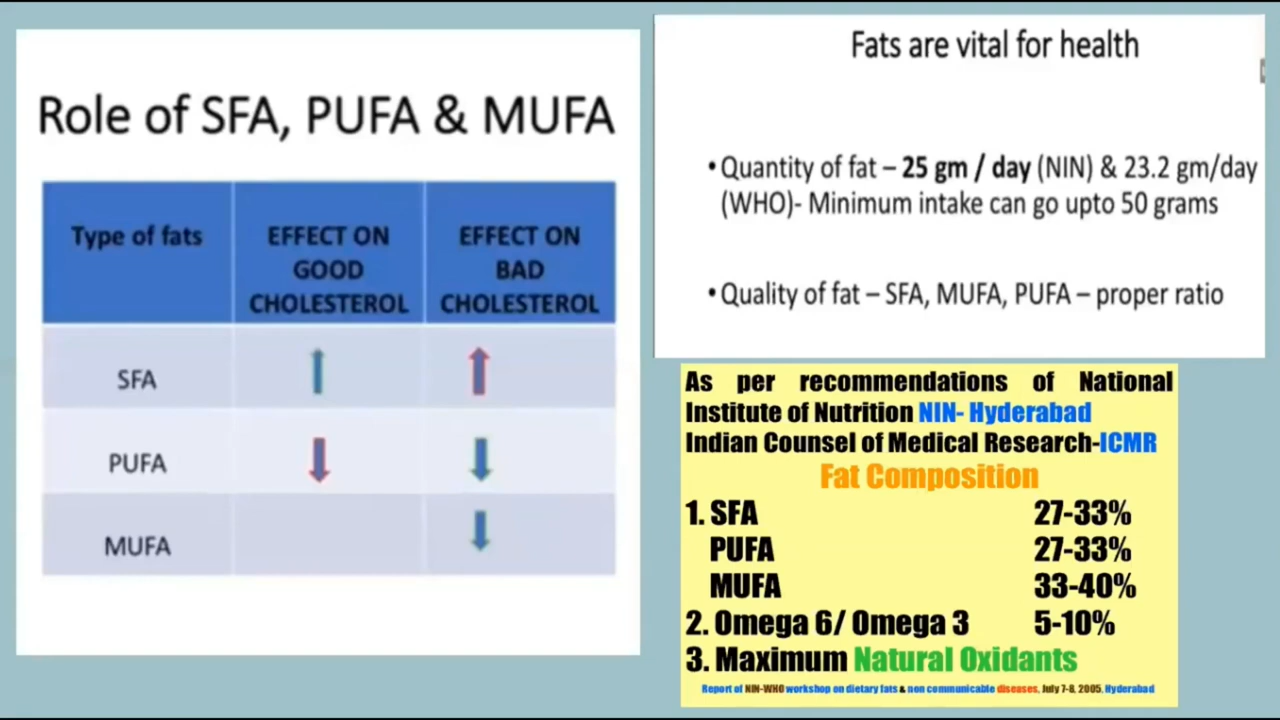 Role of SFA, PUFA & MUFA
Type of fats
EFFECT ON
GOOD
CHOLESTEROL
EFFECT ON
BAD
CHOLESTEROL
SFA
PUFA
MUFA
Fats are vital for health
•Quantity of fat – 25 gm / day (NIN) & 23.2 gm/day
(WHO)- Minimum intake can go upto 50 grams
•Quality of fat – SFA, MUFA, PUFA – proper ratio
As per recommendations of National
Institute of Nutrition NIN- Hyderabad
Indian Counsel of Medical Research-ICMR
Fat Composition
1. SFA 27-33%
PUFA 27-33%
MUFA 33-40%
2. Omega 6/ Omega 3 5-10%
3. Maximum Natural Oxidants
Report of NIN-WHO workshop on dietary fats & non communicable diseases, July 7-8, 2005, Hyderabad